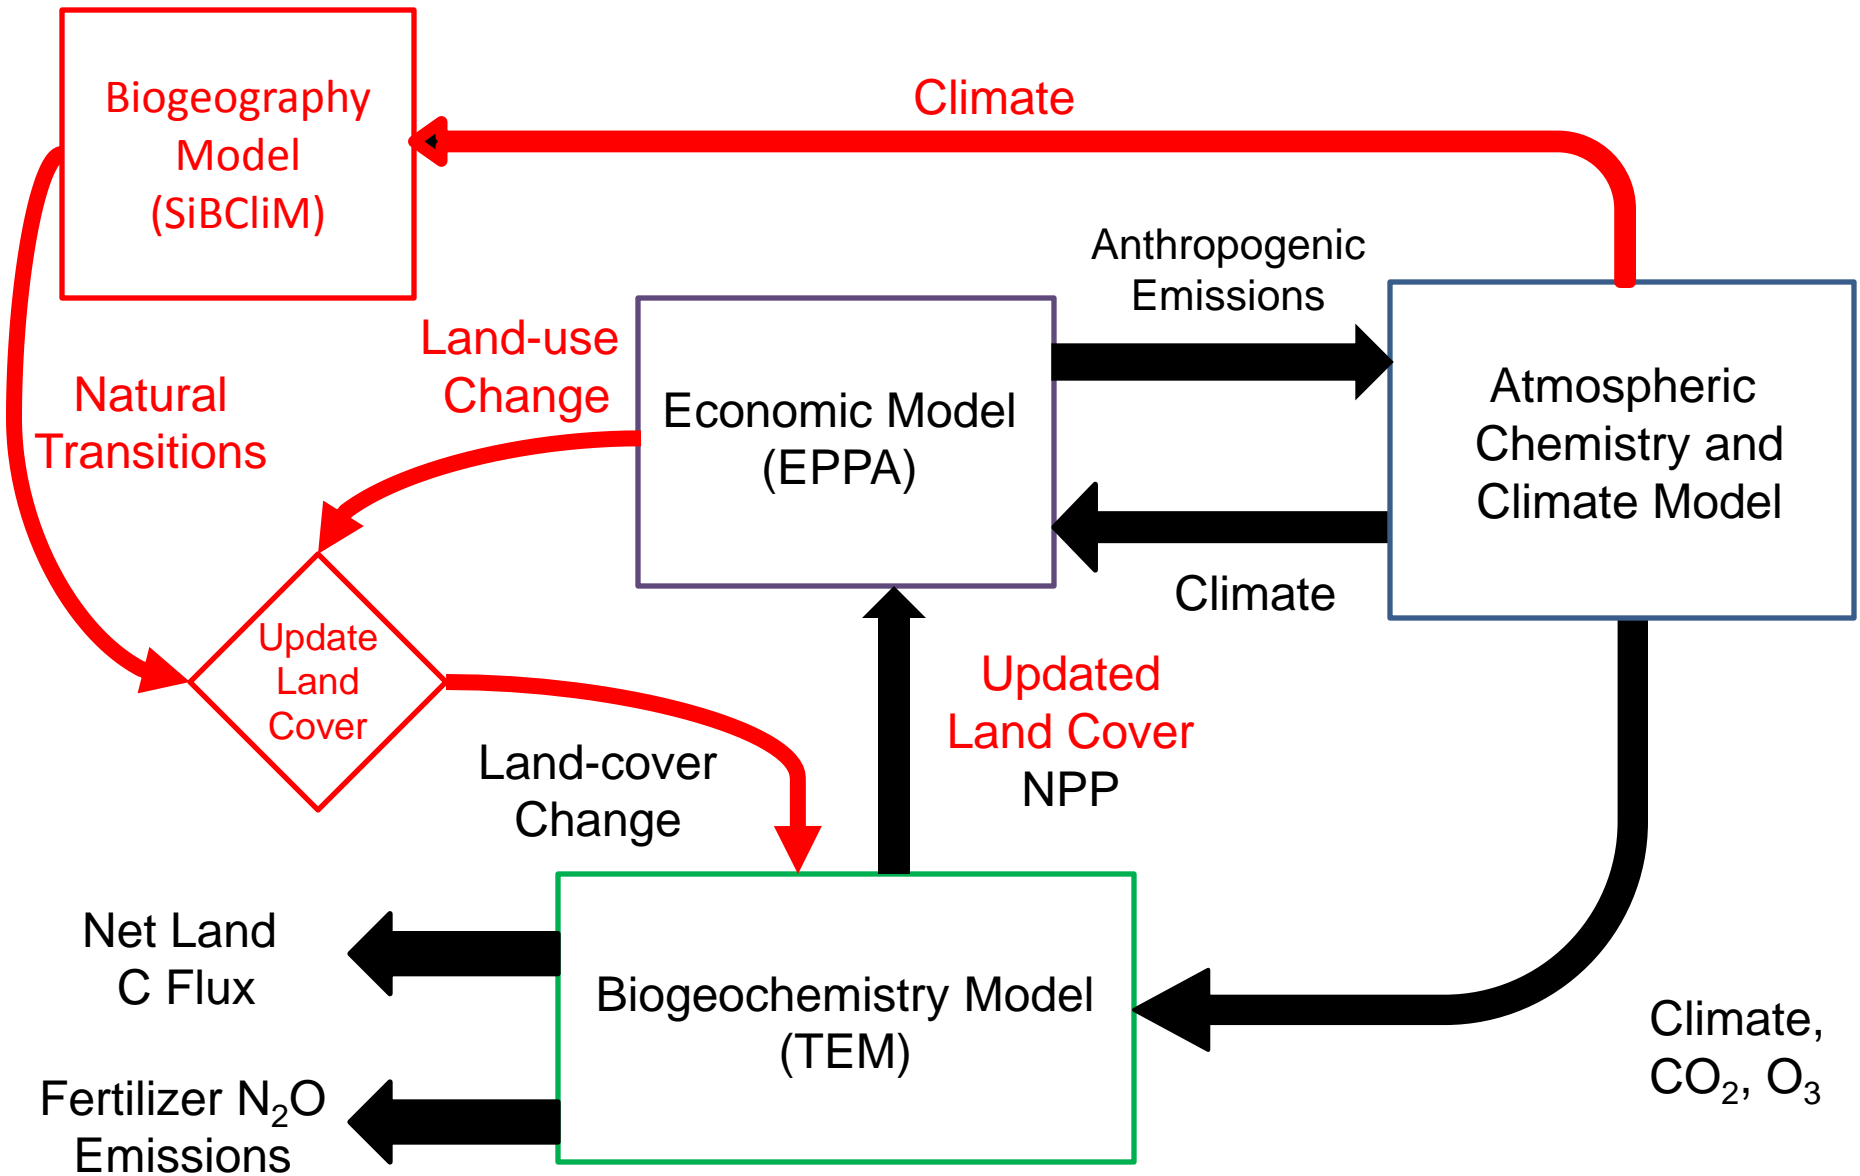 Biogeography
Model
(SiBCliM)
Climate
Anthropogenic
Emissions
Land-use
Change
Natural
Transitions
Economic Model
(EPPA)
Atmospheric
Chemistry and
Climate Model
Climate
Update
Land
Cover
Updated
Land Cover
NPP
Land-cover
Change
Net Land
C Flux
Biogeochemistry Model
(TEM)
Climate,
CO₂, O₃
Fertilizer N₂O
Emissions